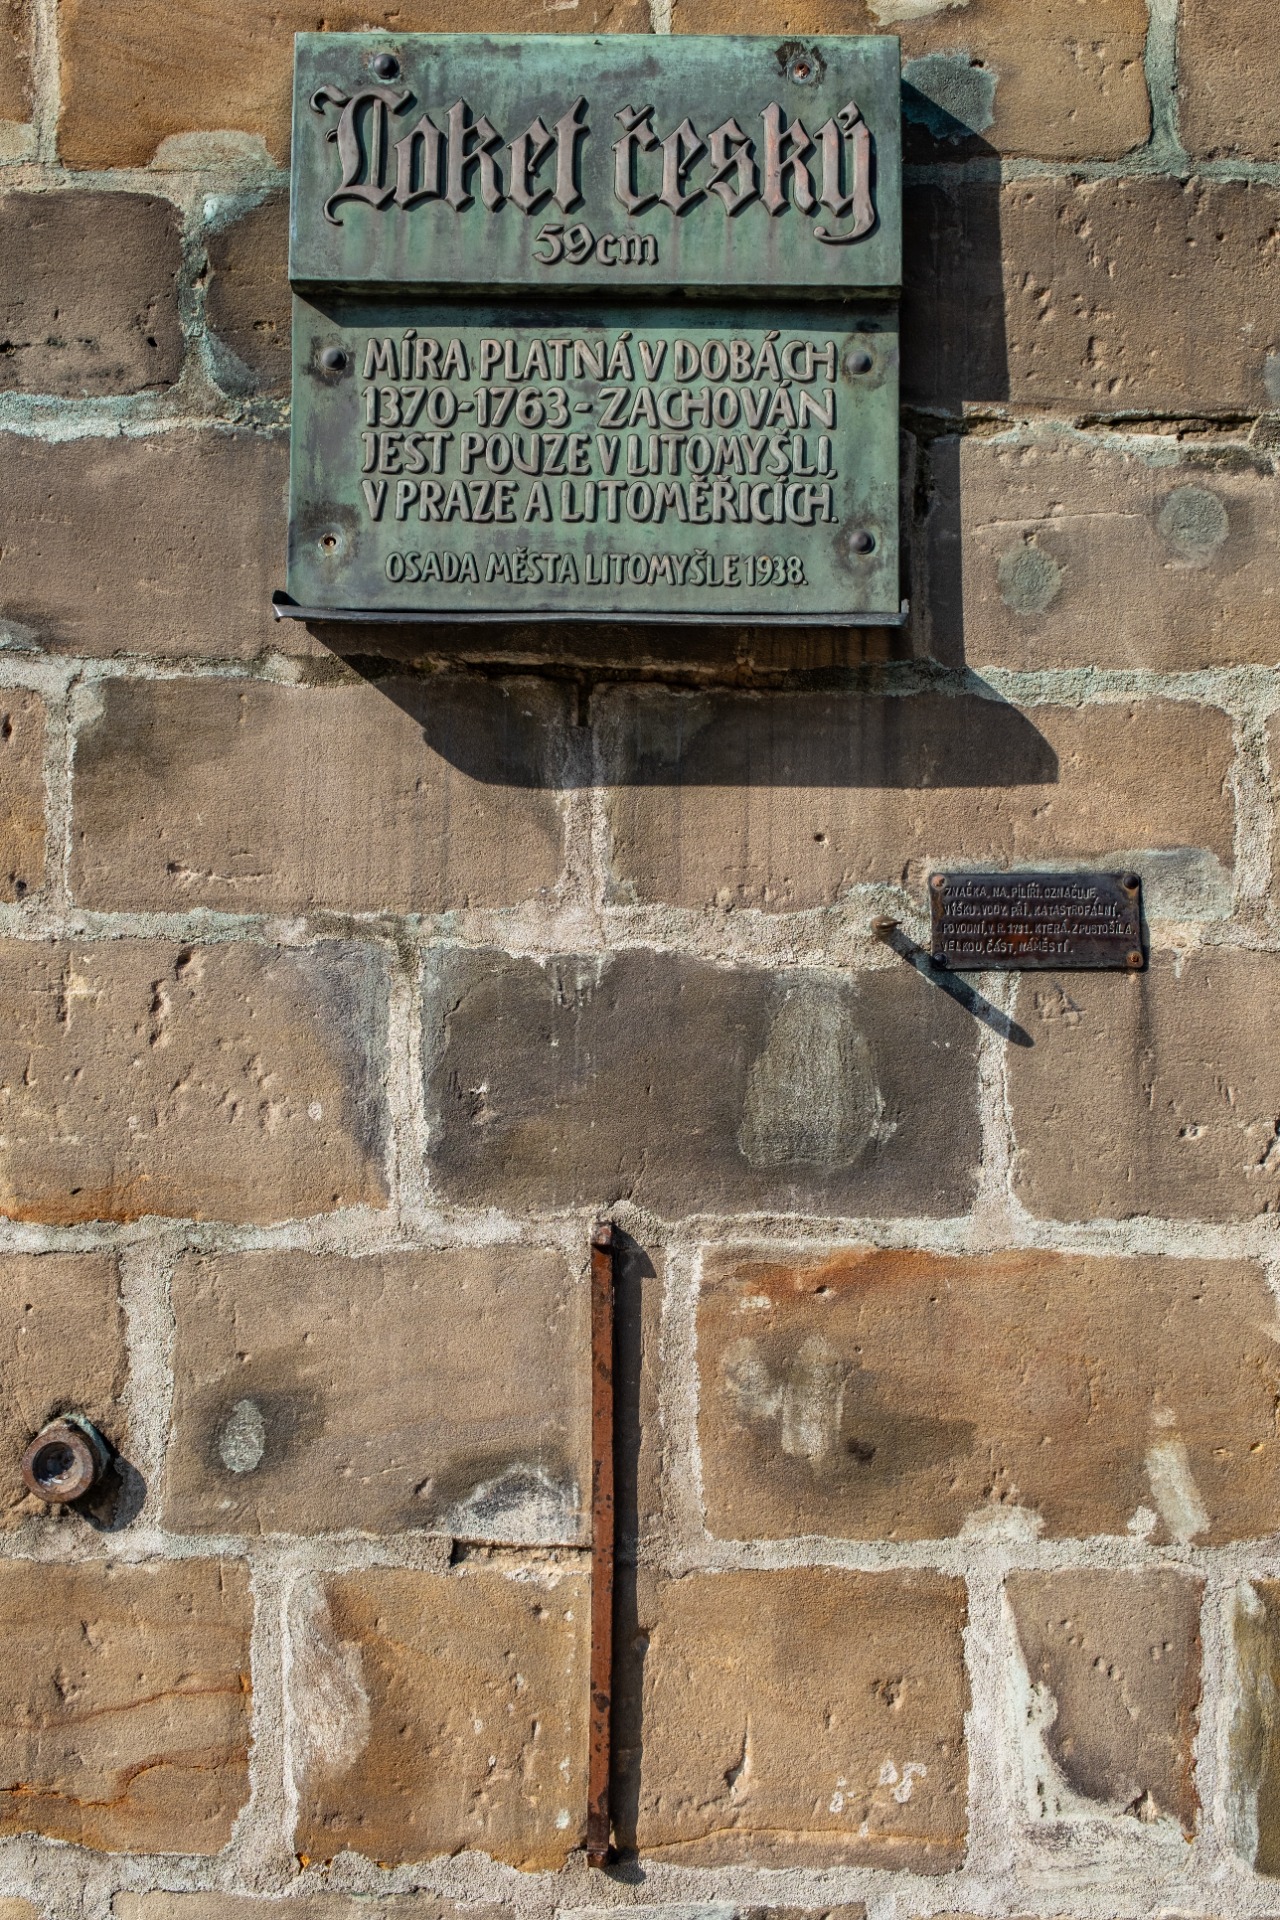 Loket český
59cm
MÍRA PLATNÁ V DOBÁCH
1370-1763-ZACHOVÁN
JEST POUZE V LITOMYŠLI,
V PRAZE A LITOMĚŘICÍCH.
OSADA MĚSTA LITOMYŠLE 1938.
ZNAČKA. NA. PILÍŘI. OZNAČUJE
VÝŠKU. VODY. PŘI. KATASTROFÁLNÍ.
POVODNI, V. R. 1781. KTERÁ. ZPUSTOŠILA.
VELKOU, ČÁST, NÁMĚSTÍ.